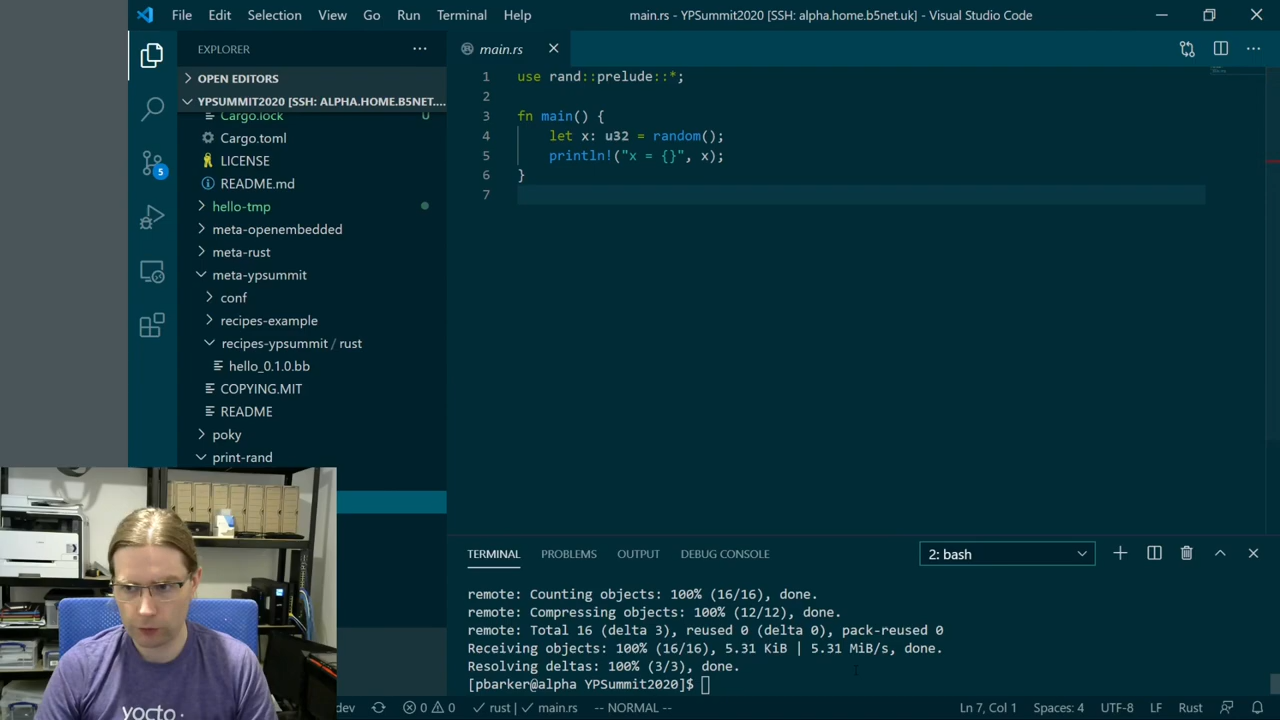 File Edit Selection View Go Run Terminal Help
main.rs - YPSummit2020 [SSH: alpha.home.b5net.uk] - Visual Studio Code
EXPLORER
OPEN EDITORS
YPSUMMIT2020 [SSH: ALPHA.HOME.B5NET....
Cargo.lock U
Cargo.toml
LICENSE
README.md
hello-tmp
meta-openembedded
meta-rust
meta-ypsummit
conf
recipes-example
recipes-ypsummit / rust
hello_0.1.0.bb
COPYING.MIT
README
poky
print-rand
5
main.rs
1 use rand::prelude::*;
2
3 fn main() {
4 let x: u32 = random();
5 println!("x = {}", x);
6 }
7
TERMINAL PROBLEMS OUTPUT DEBUG CONSOLE
2: bash
remote: Counting objects: 100% (16/16), done.
remote: Compressing objects: 100% (12/12), done.
remote: Total 16 (delta 3), reused 0 (delta 0), pack-reused 0
Receiving objects: 100% (16/16), 5.31 KiB | 5.31 MiB/s, done.
Resolving deltas: 100% (3/3), done.
[pbarker@alpha YPSummit2020]$
dev 0 0 rust | main.rs -- NORMAL -- Ln 7, Col 1 Spaces: 4 UTF-8 LF Rust
yocto